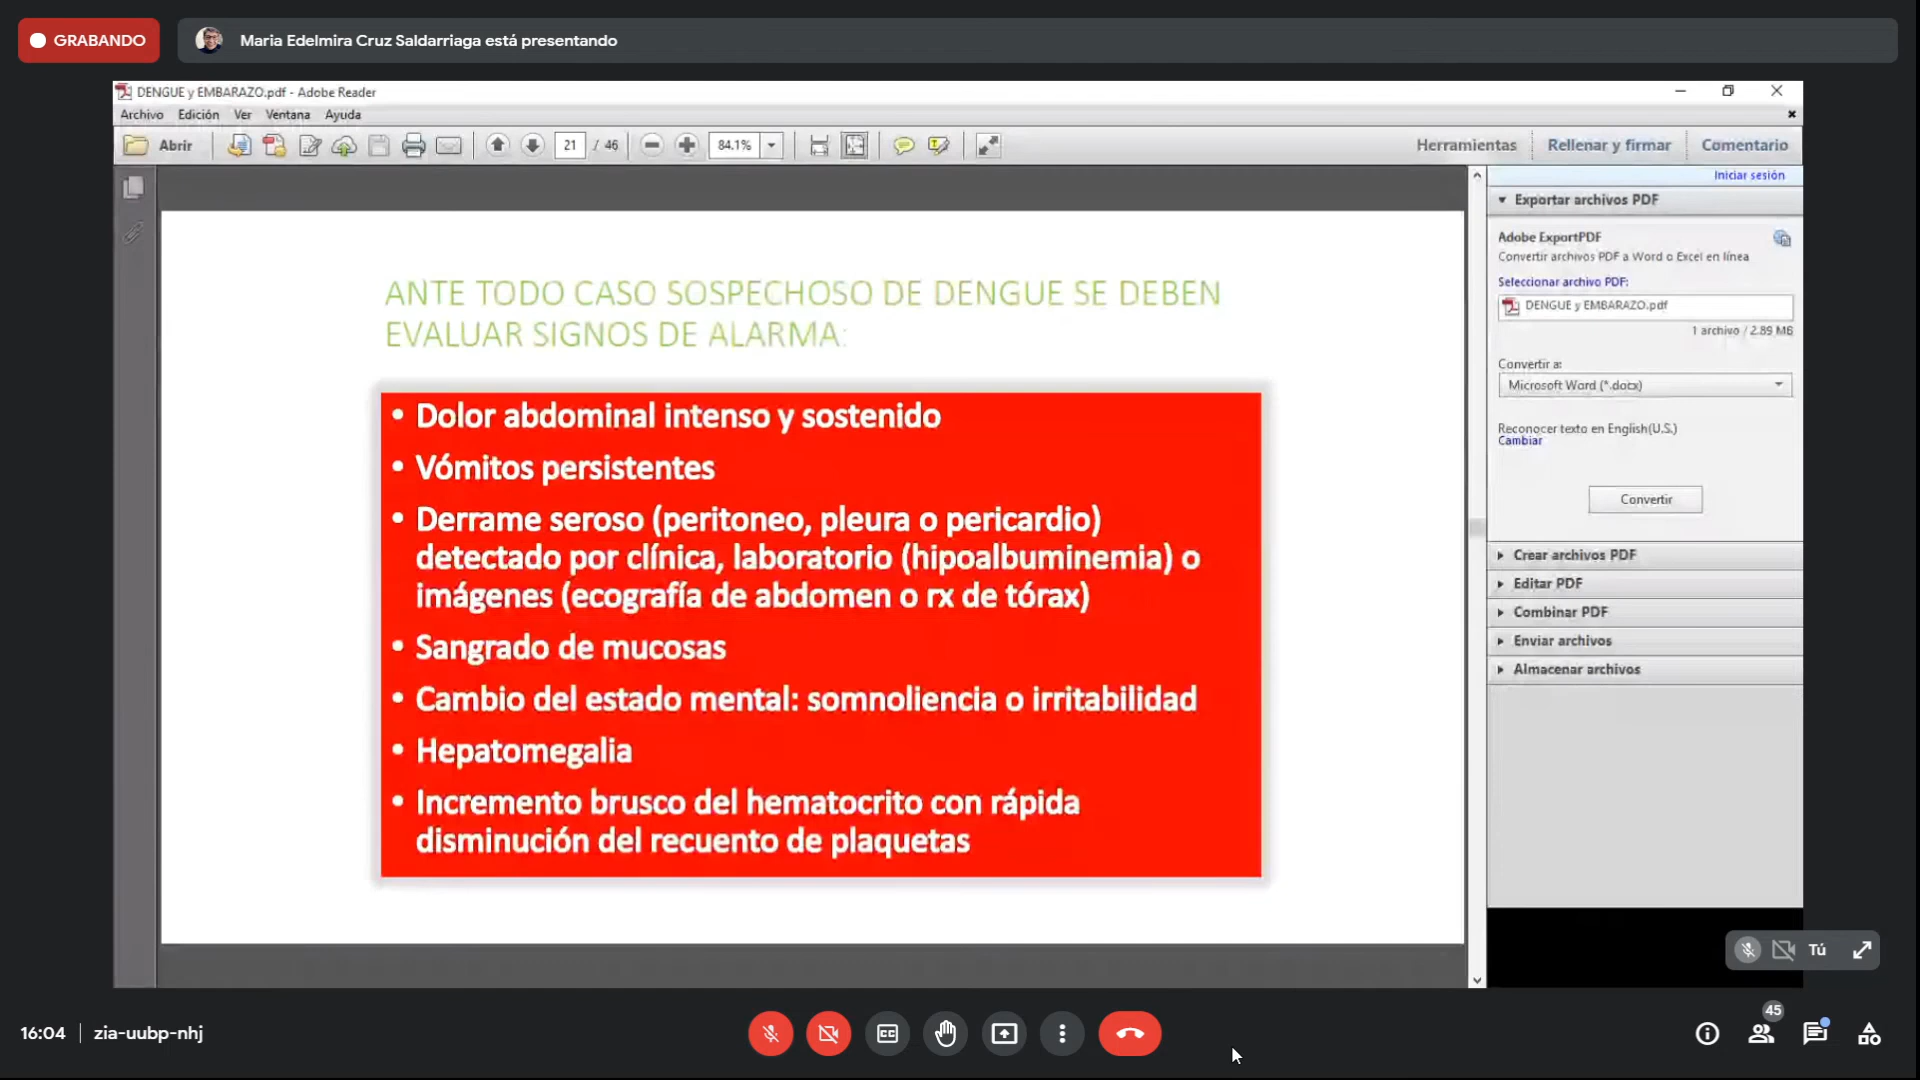 GRABANDO
Maria Edelmira Cruz Saldarriaga está presentando
DENGUE y EMBARAZO.pdf - Adobe Reader
Archivo Edición Ver Ventana Ayuda
Abrir 21 / 46 84.1% Herramientas Rellenar y firmar Comentario
Iniciar sesión
Exportar archivos PDF
Adobe ExportPDF
Convertir archivos PDF a Word o Excel en línea
Seleccionar archivo PDF:
DENGUE y EMBARAZO.pdf
1 archivo / 2.89 MB
Convertir a:
Microsoft Word (*.docx)
Reconocer texto en English(U.S.)
Cambiar
Convertir
Crear archivos PDF
Editar PDF
Combinar PDF
Enviar archivos
Almacenar archivos
ANTE TODO CASO SOSPECHOSO DE DENGUE SE DEBEN
EVALUAR SIGNOS DE ALARMA:
• Dolor abdominal intenso y sostenido
• Vómitos persistentes
• Derrame seroso (peritoneo, pleura o pericardio)
detectado por clínica, laboratorio (hipoalbuminemia) o
imágenes (ecografía de abdomen o rx de tórax)
• Sangrado de mucosas
• Cambio del estado mental: somnoliencia o irritabilidad
• Hepatomegalia
• Incremento brusco del hematocrito con rápida
disminución del recuento de plaquetas
Tú
16:04 | zia-uubp-nhj
CC
45